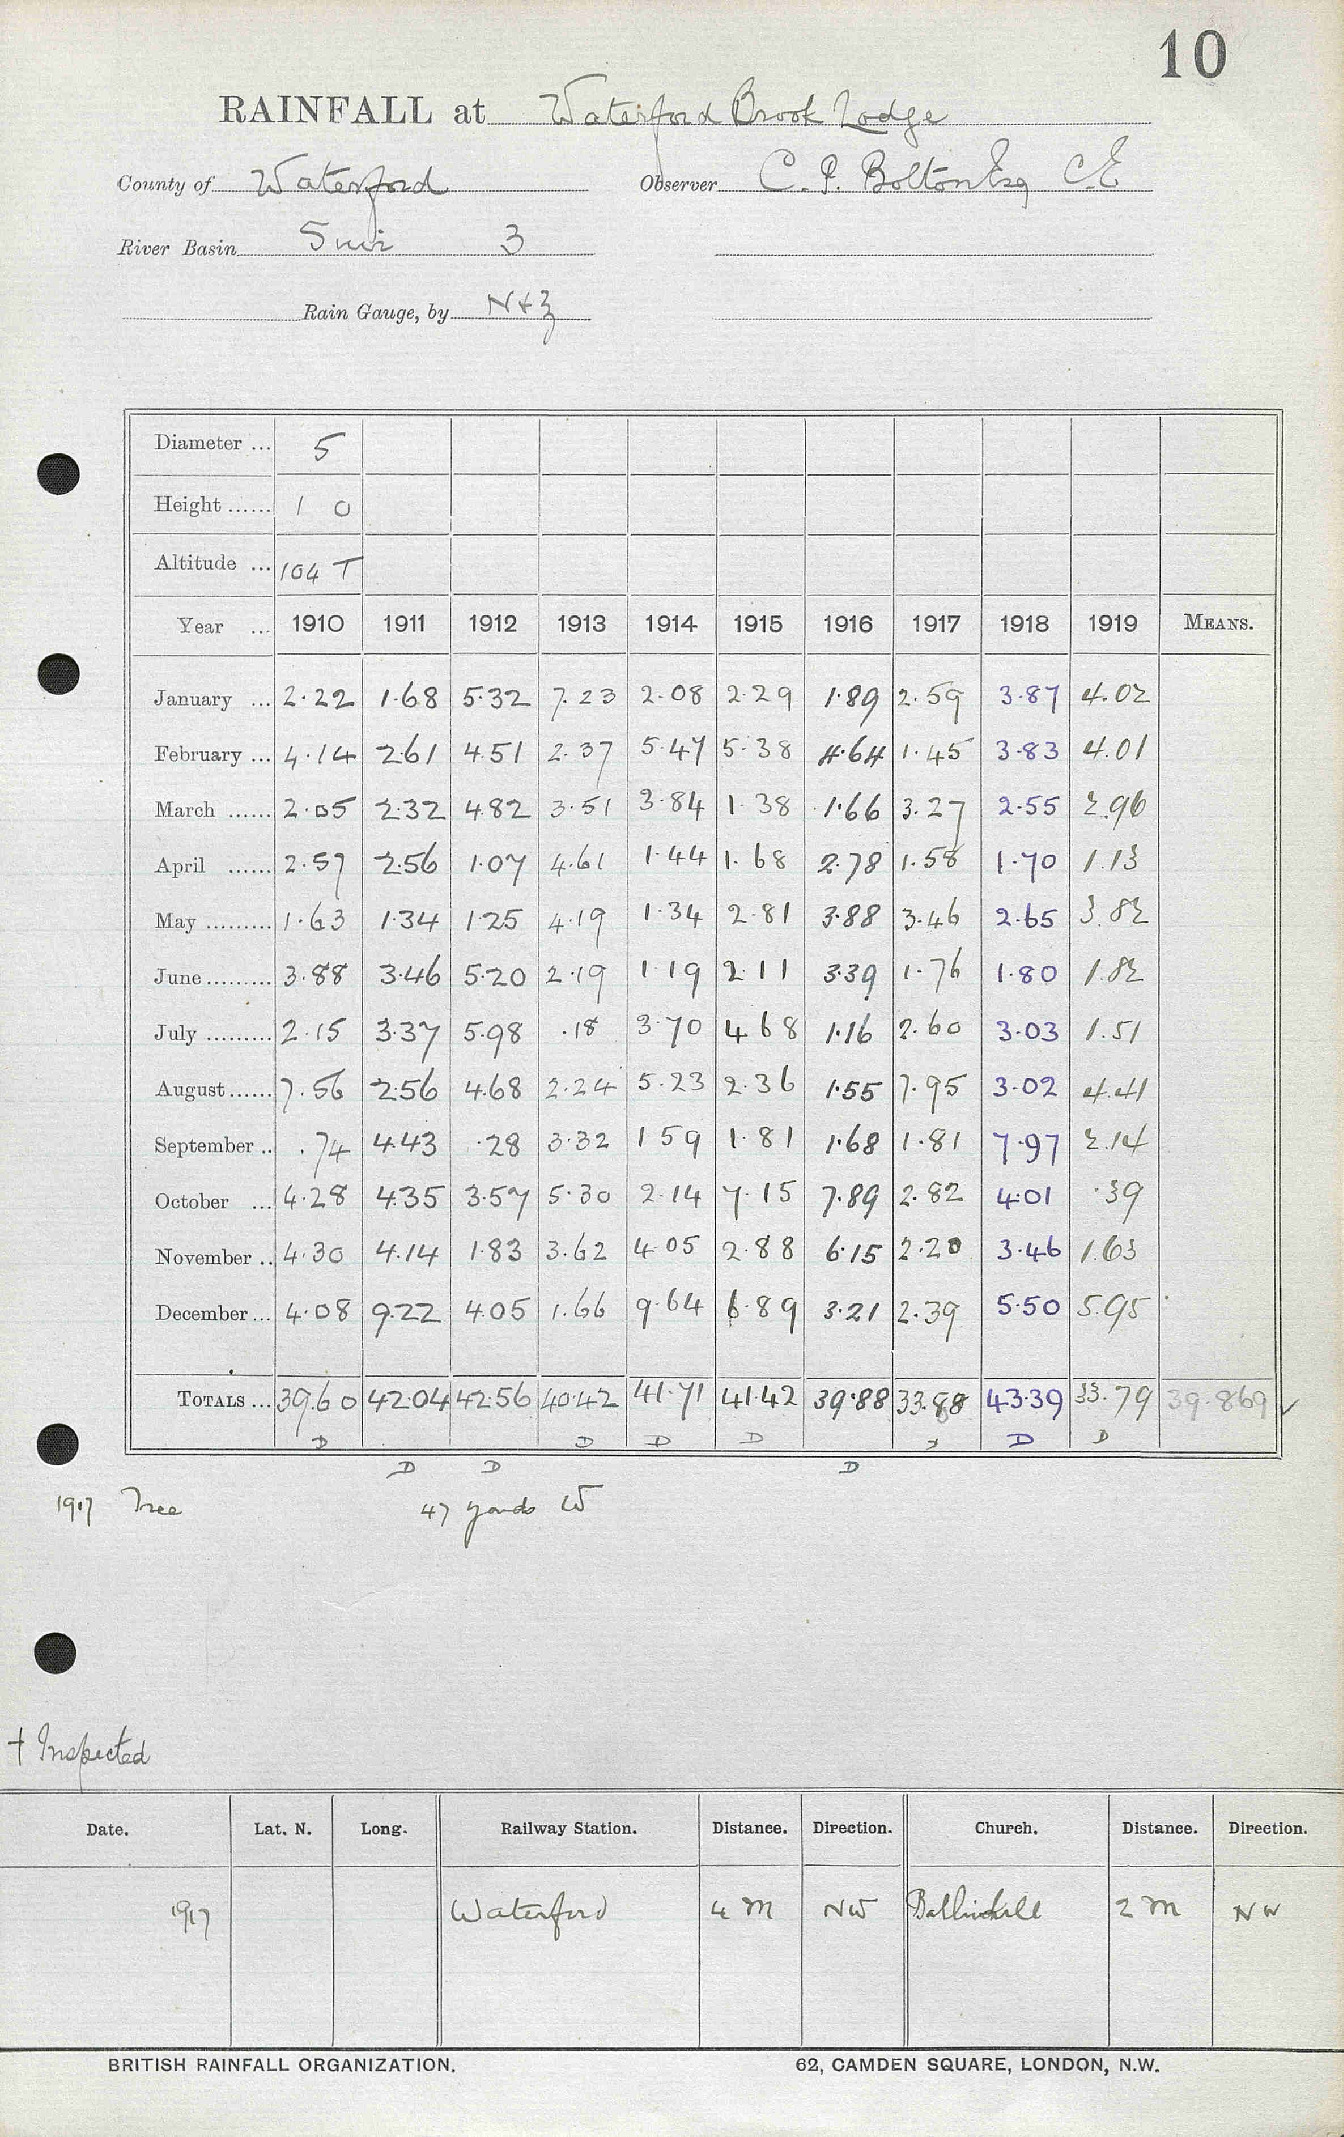 10
RAINFALL at Waterford Brook Lodge
County of Waterford Observer C. P. Bolton Esq C.E
River Basin Suir 3
Rain Gauge, by N+Z
Diameter ... 5
Height ...... 1 0
Altitude ... 104 T
Year ... 1910 1911 1912 1913 1914 1915 1916 1917 1918 1919 MEANS.
January ... 2.22 1.68 5.32 7.23 2.08 2.29 1.89 2.59 3.87 4.02
February ... 4.14 2.61 4.51 2.37 5.47 5.38 4.64 1.45 3.83 4.01
March ...... 2.05 2.32 4.82 3.51 3.84 1.38 1.66 3.27 2.55 2.96
April ...... 2.57 2.56 1.07 4.61 1.44 1.68 2.78 1.58 1.70 1.13
May ......... 1.63 1.34 1.25 4.19 1.34 2.81 3.88 3.46 2.65 3.82
June ......... 3.88 3.46 5.20 2.19 1.19 2.11 3.39 1.76 1.80 1.82
July ......... 2.15 3.37 5.98 .18 3.70 4.68 1.16 2.60 3.03 1.51
August ...... 7.56 2.56 4.68 2.24 5.23 2.36 1.55 7.95 3.02 4.41
September .. .74 4.43 .28 3.32 1.59 1.81 1.68 1.81 7.97 2.14
October ... 4.28 4.35 3.57 5.30 2.14 7.15 7.89 2.82 4.01 .39
November .. 4.30 4.14 1.83 3.62 4.05 2.88 6.15 2.20 3.46 1.63
December ... 4.08 9.22 4.05 1.66 9.64 6.89 3.21 2.39 5.50 5.95
TOTALS ... 39.60 42.04 42.56 40.42 41.71 41.42 39.88 33.88 43.39 33.79 39.869 ✓
D D D D D D
D D D
1917 Tree 47 yards W
† Inspected
Date. Lat. N. Long. Railway Station. Distance. Direction. Church. Distance. Direction.
1917 Waterford 4 m NW 2 m NW
BRITISH RAINFALL ORGANIZATION. 62, CAMDEN SQUARE, LONDON, N.W.